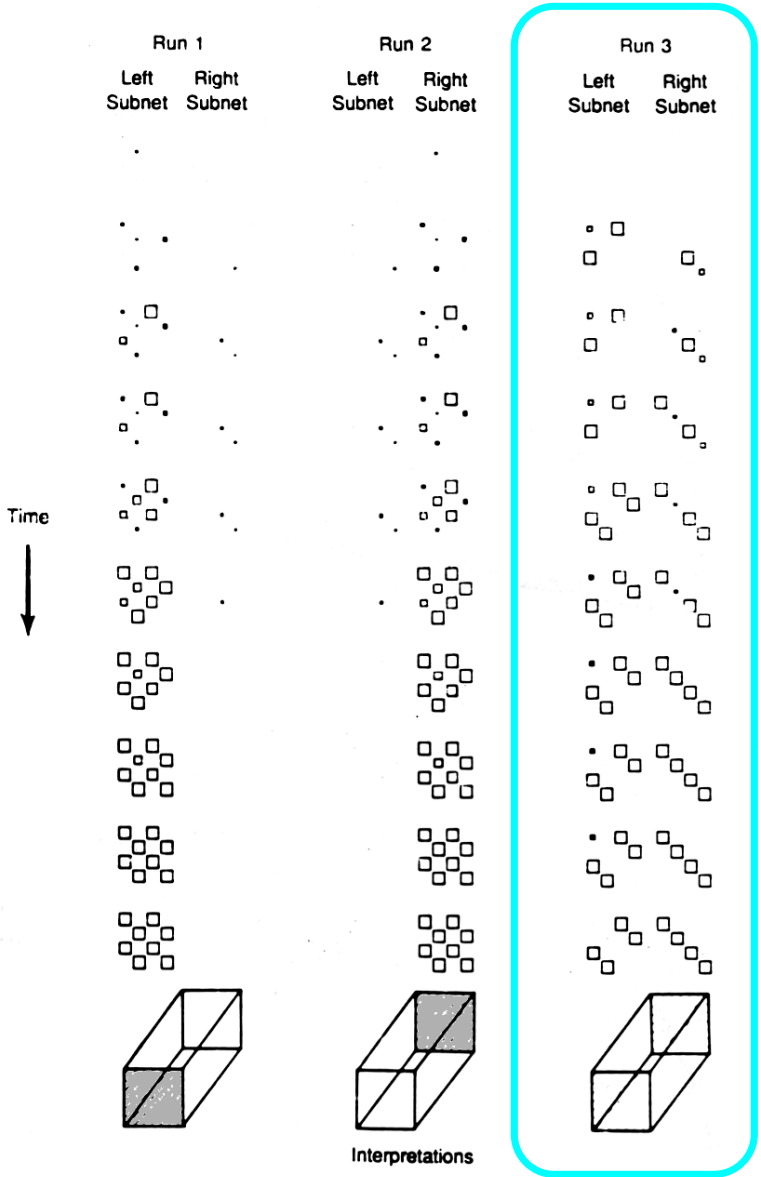 Run 1
Run 2
Run 3
Left Subnet
Right Subnet
Left Subnet
Right Subnet
Left Subnet
Right Subnet
Time
Interpretations